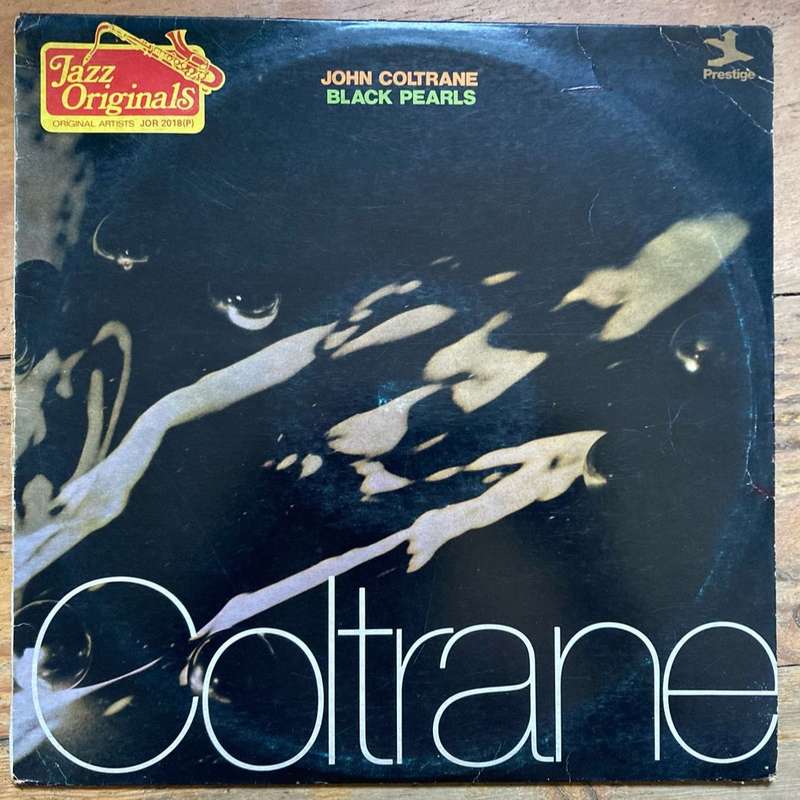 Jazz
Originals
ORIGINAL ARTISTS JOR 2018(P)
JOHN COLTRANE
BLACK PEARLS
Prestige
Coltrane